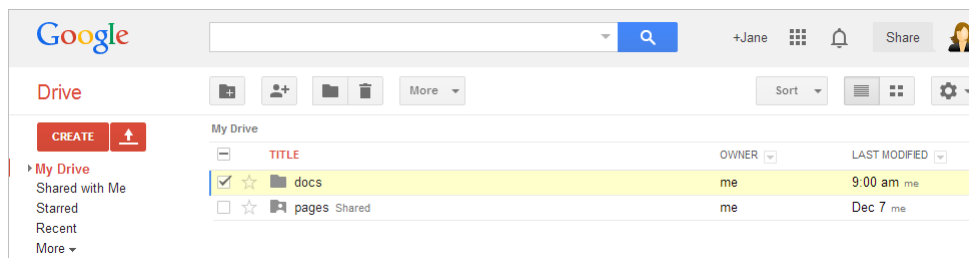 Google
+Jane Share
Drive More Sort
CREATE
My Drive
Shared with Me
Starred
Recent
More
My Drive
TITLE OWNER LAST MODIFIED
docs me 9:00 am me
pages Shared me Dec 7 me